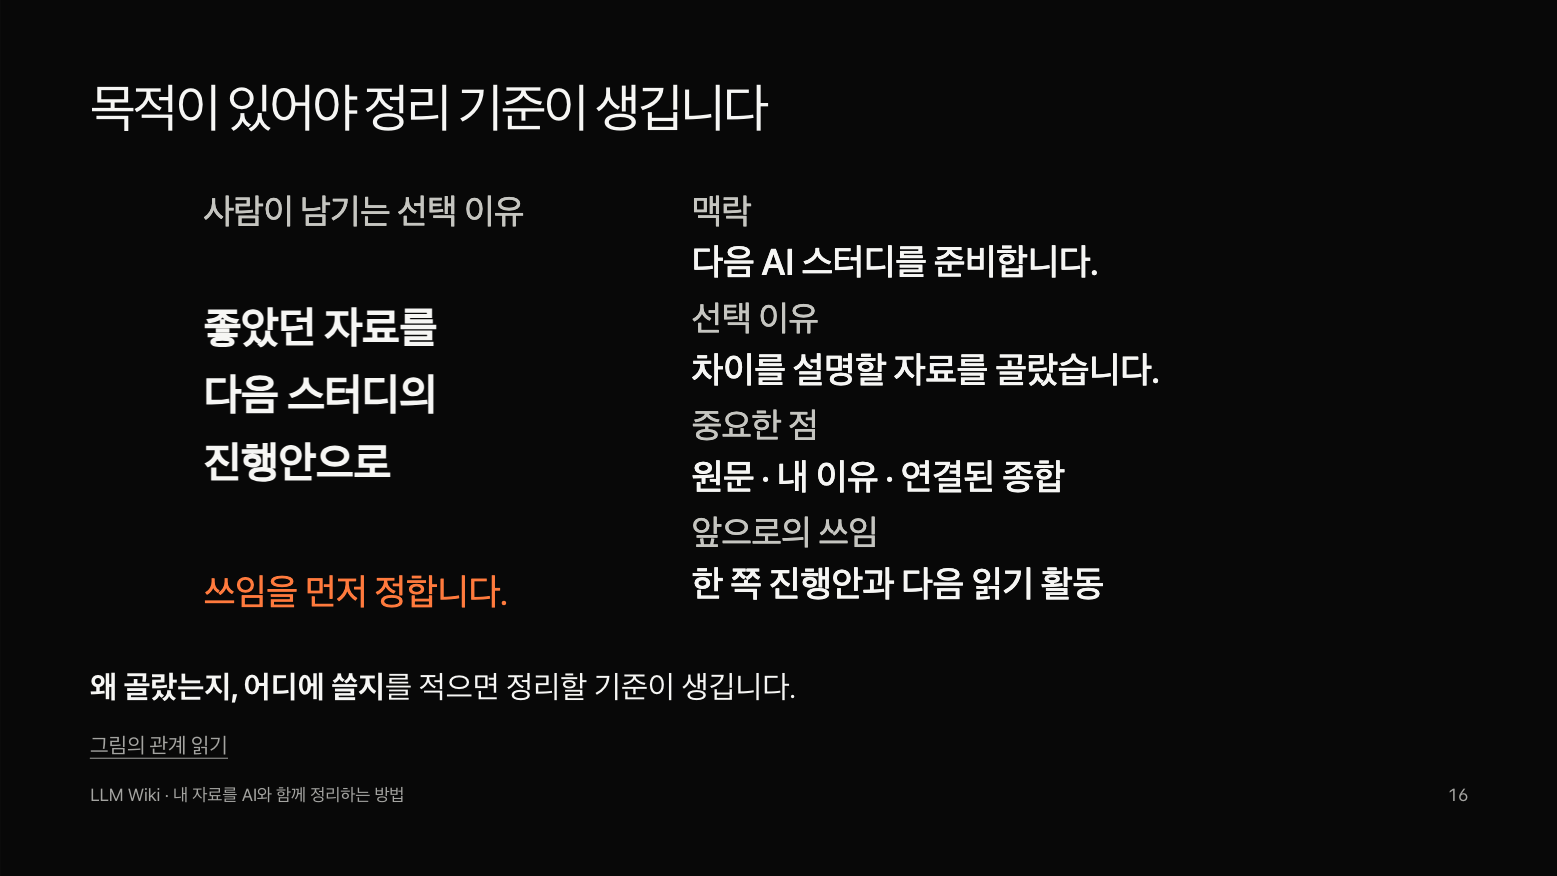 목적이 있어야 정리 기준이 생깁니다
사람이 남기는 선택 이유
좋았던 자료를
다음 스터디의
진행안으로
쓰임을 먼저 정합니다.
맥락
다음 AI 스터디를 준비합니다.
선택 이유
차이를 설명할 자료를 골랐습니다.
중요한 점
원문 · 내 이유 · 연결된 종합
앞으로의 쓰임
한 쪽 진행안과 다음 읽기 활동
왜 골랐는지, 어디에 쓸지를 적으면 정리할 기준이 생깁니다.
그림의 관계 읽기
LLM Wiki · 내 자료를 AI와 함께 정리하는 방법
16